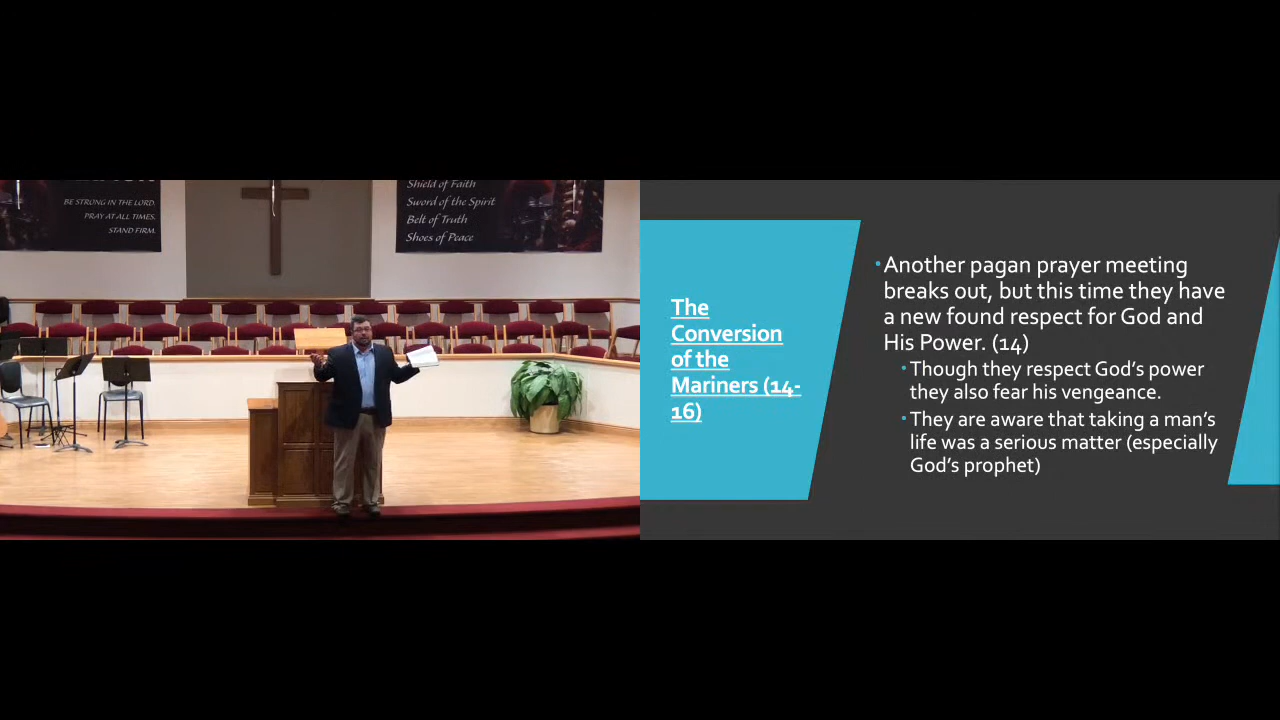 BE STRONG IN THE LORD.
PRAY AT ALL TIMES.
STAND FIRM.
Shield of Faith
Sword of the Spirit
Belt of Truth
Shoes of Peace
The
Conversion
of the
Mariners (14-
16)
•Another pagan prayer meeting
breaks out, but this time they have
a new found respect for God and
His Power. (14)
•Though they respect God's power
they also fear his vengeance.
•They are aware that taking a man's
life was a serious matter (especially
God's prophet)